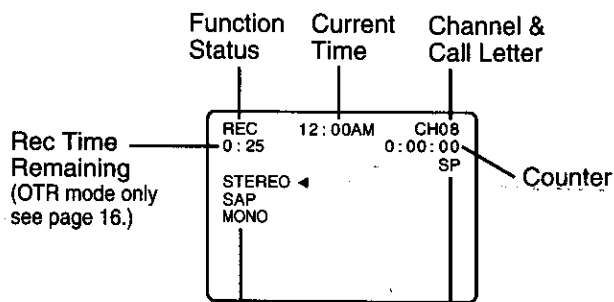 Function Status
Current Time
Channel & Call Letter
Rec Time Remaining
(OTR mode only see page 16.)
REC 12:00AM CH08
0:25 0:00:00
SP
STEREO ◄
SAP
MONO
Counter